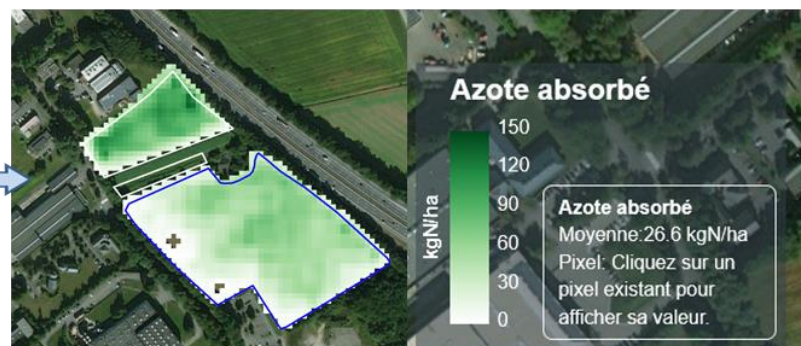 Azote absorbé
150
120
90
60
30
0
kgN/ha
Azote absorbé
Moyenne:26.6 kgN/ha
Pixel: Cliquez sur un
pixel existant pour
afficher sa valeur.